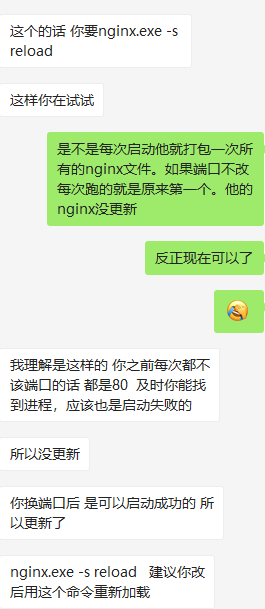 这个的话 你要nginx.exe -s
reload
这样你在试试
是不是每次启动他就打包一次所
有的nginx文件。如果端口不改
每次跑的就是原来第一个。他的
nginx没更新
反正现在可以了
我理解是这样的 你之前每次都不
该端口的话 都是80  及时你能找
到进程，应该也是启动失败的
所以没更新
你换端口后 是可以启动成功的 所
以更新了
nginx.exe -s reload   建议你改
后用这个命令重新加载